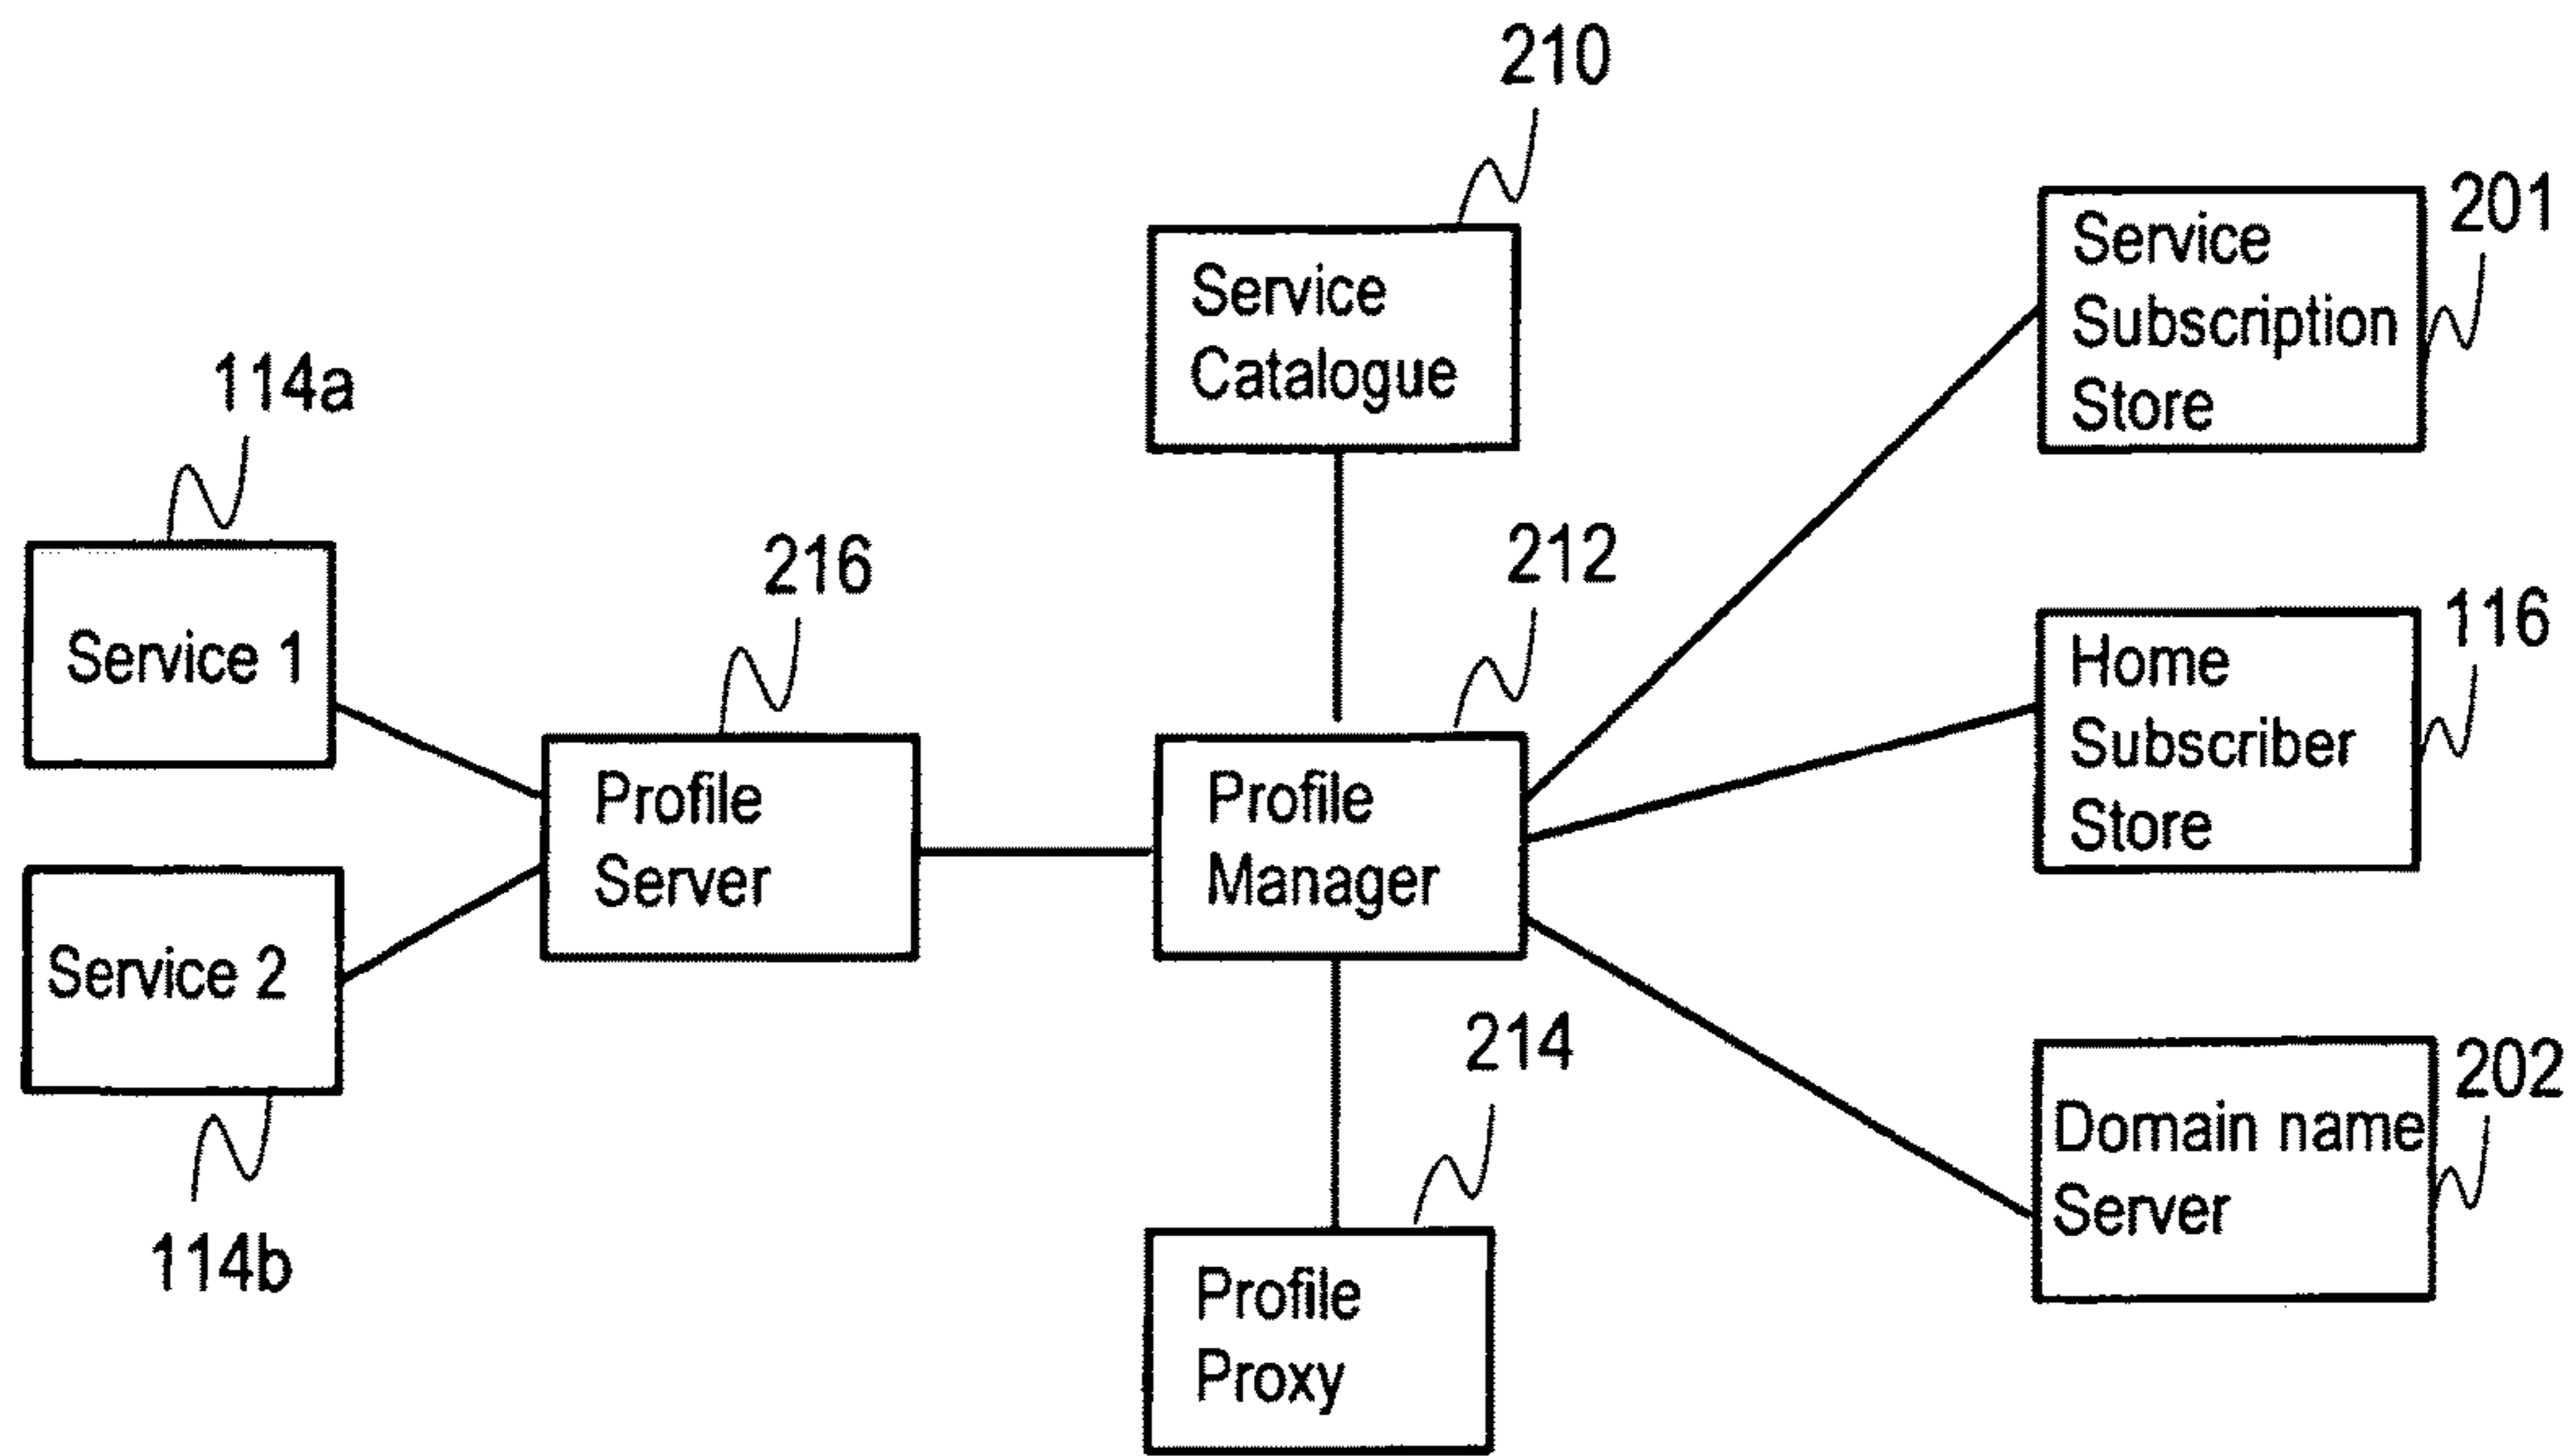 210
Service
Catalogue
201
Service
Subscription
Store
114a
Service 1
216
Profile
Server
212
Profile
Manager
116
Home
Subscriber
Store
Service 2
114b
214
Profile
Proxy
202
Domain name
Server